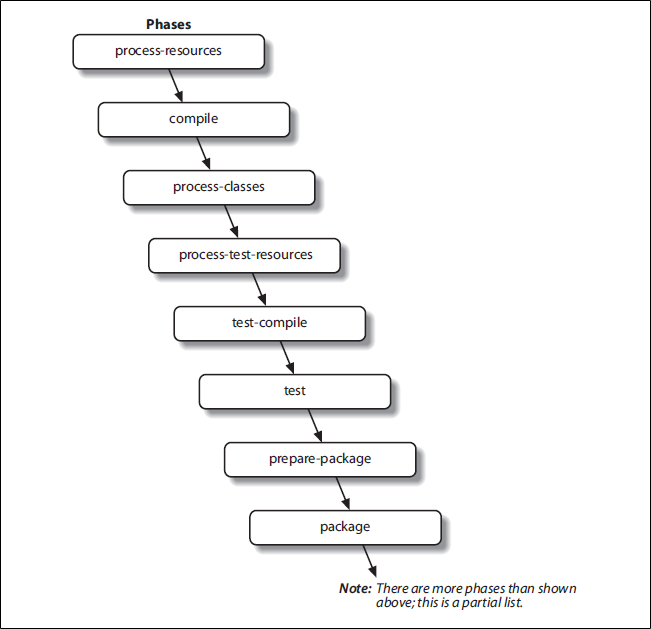 Phases
process-resources
compile
process-classes
process-test-resources
test-compile
test
prepare-package
package
Note: There are more phases than shown
above; this is a partial list.